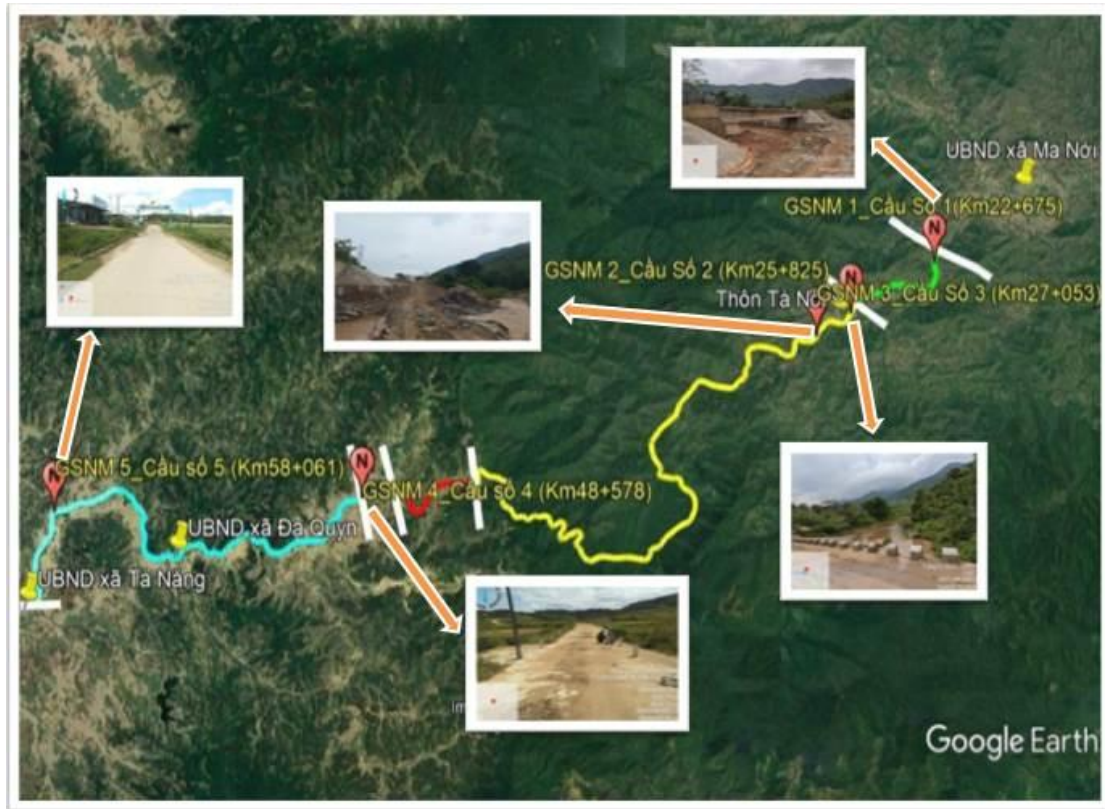 UBND xã Ma Nới
GSNM 1_Cầu Số 1(Km22+675)
GSNM 2_Cầu Số 2 (Km25+825)
Thôn Tà Nôi
GSNM 3_Cầu Số 3 (Km27+053)
GSNM 5_Cầu số 5 (Km58+061)
GSNM 4_Cầu số 4 (Km48+578)
UBND xã Đà Quyn
UBND xã Tà Năng
Google Earth